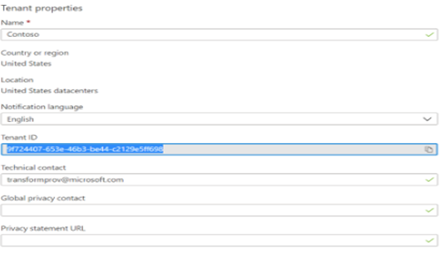 Tenant properties
Name *
Contoso
Country or region
United States
Location
United States datacenters
Notification language
English
Tenant ID
9f724407-653e-46b3-be44-c2129e5ff698
Technical contact
transformprov@microsoft.com
Global privacy contact
Privacy statement URL